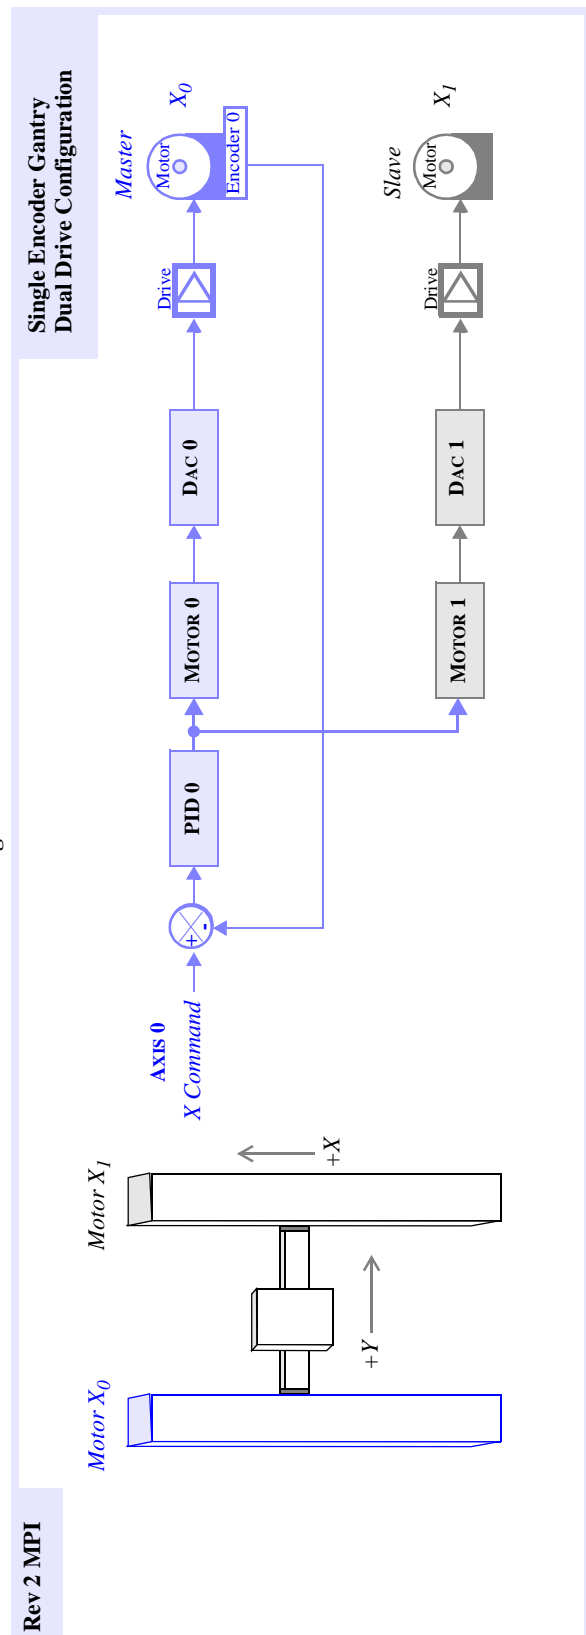 Rev 2 MPI
Single Encoder Gantry
Dual Drive Configuration
Motor X0
Motor X1
+Y
+X
AXIS 0
X Command
+
-
PID 0
MOTOR 0
DAC 0
Drive
Master
Motor
Encoder 0
X0
MOTOR 1
DAC 1
Drive
Slave
Motor
X1